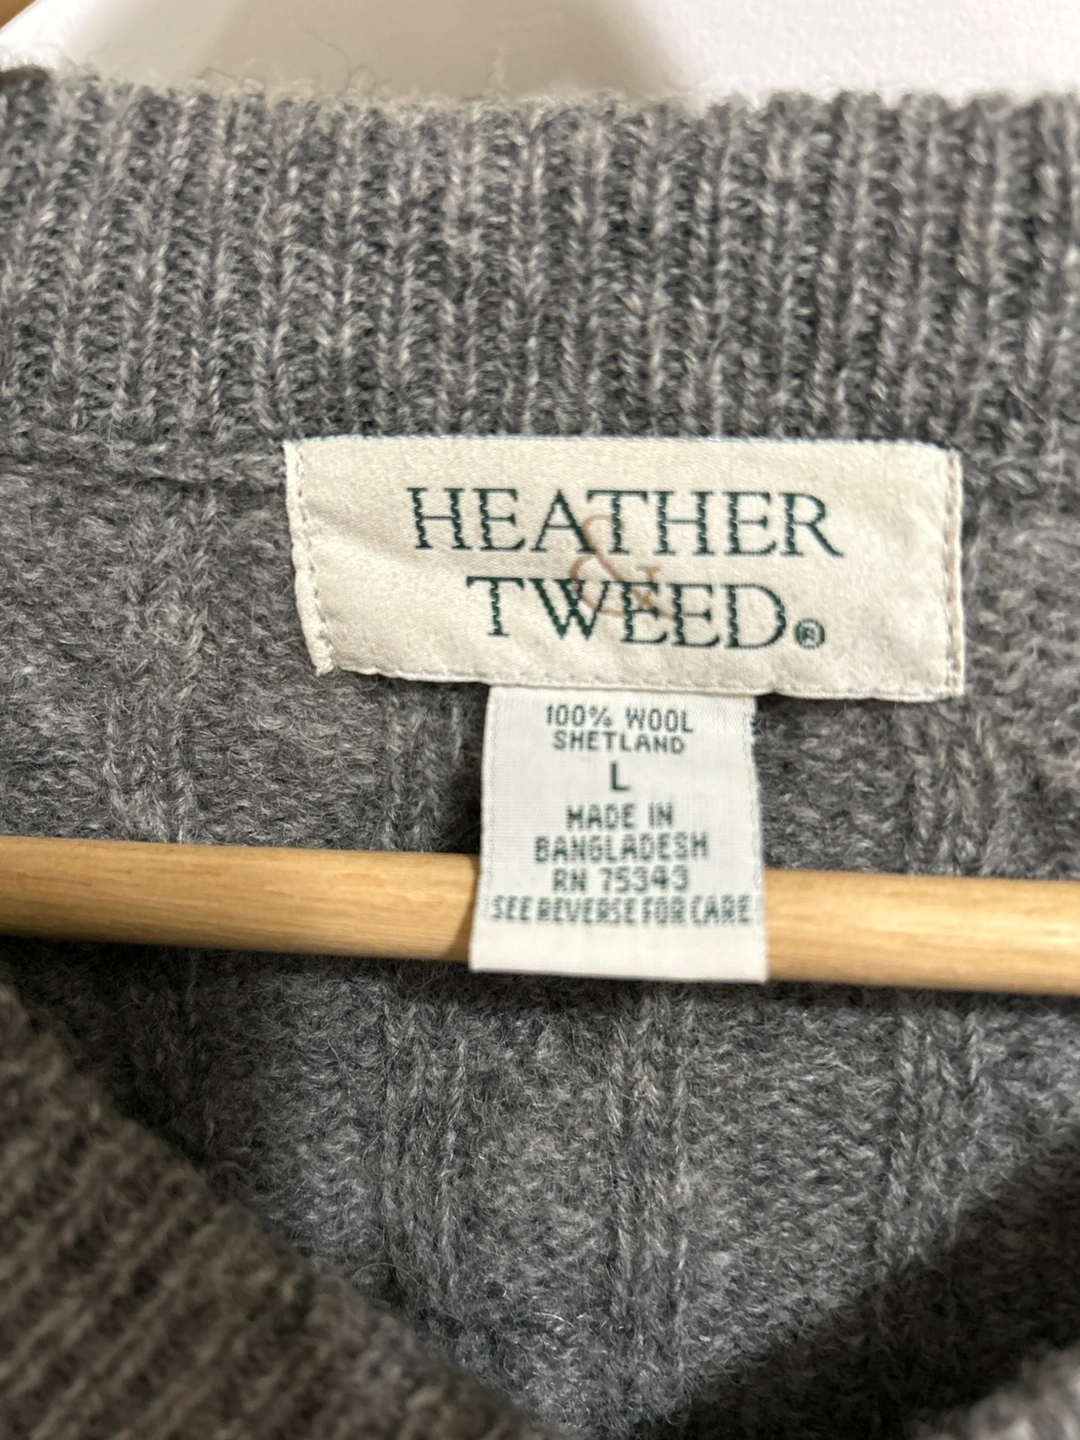 HEATHER
&
TWEED®
100% WOOL
SHETLAND
L
MADE IN
BANGLADESH
RN 75343
SEE REVERSE FOR CARE